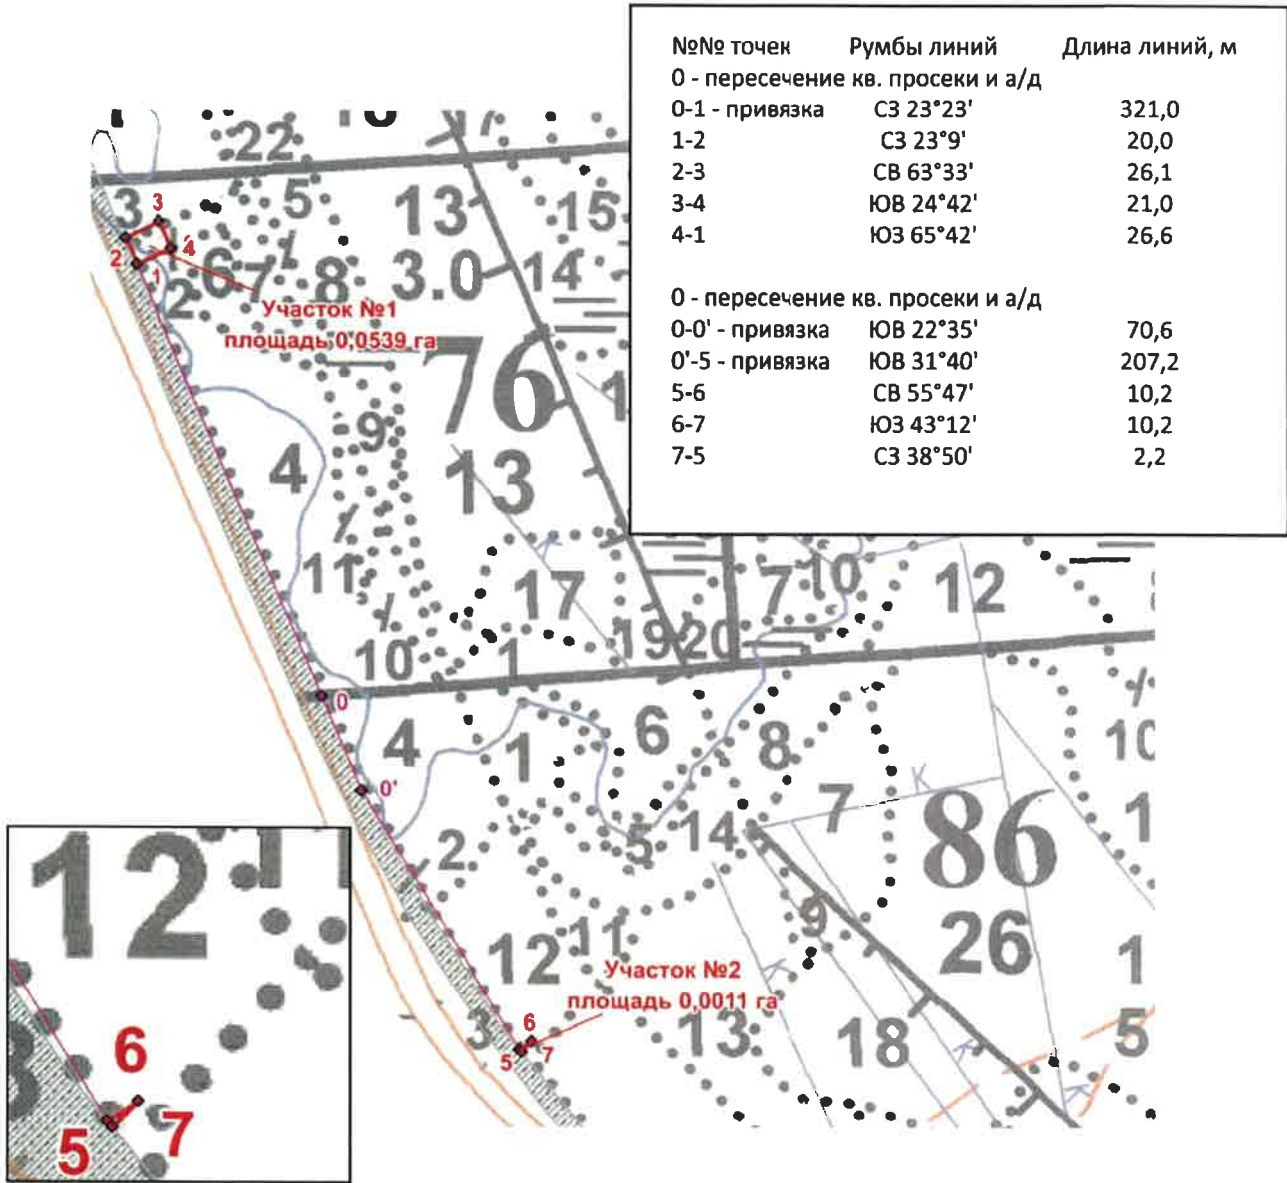 №№ точек Румбы линий Длина линий, м
0 - пересечение кв. просеки и а/д
0-1 - привязка СЗ 23°23' 321,0
1-2 СЗ 23°9' 20,0
2-3 СВ 63°33' 26,1
3-4 ЮВ 24°42' 21,0
4-1 ЮЗ 65°42' 26,6
0 - пересечение кв. просеки и а/д
0-0' - привязка ЮВ 22°35' 70,6
0'-5 - привязка ЮВ 31°40' 207,2
5-6 СВ 55°47' 10,2
6-7 ЮЗ 43°12' 10,2
7-5 СЗ 38°50' 2,2
22
5
3
3
13
15
2
1
4
6
7
8
3.0
14
2
Участок №1
площадь 0,0539 га
76
13
9
4
11
17
7
10
12
10
1
19
20
0
4
1
6
8
10
0'
7
1
2
5
14
86
26
9
12
11
1
Участок №2
площадь 0,0011 га
3
6
5
7
13
18
5
К
К
К
К
К
12
6
5
7